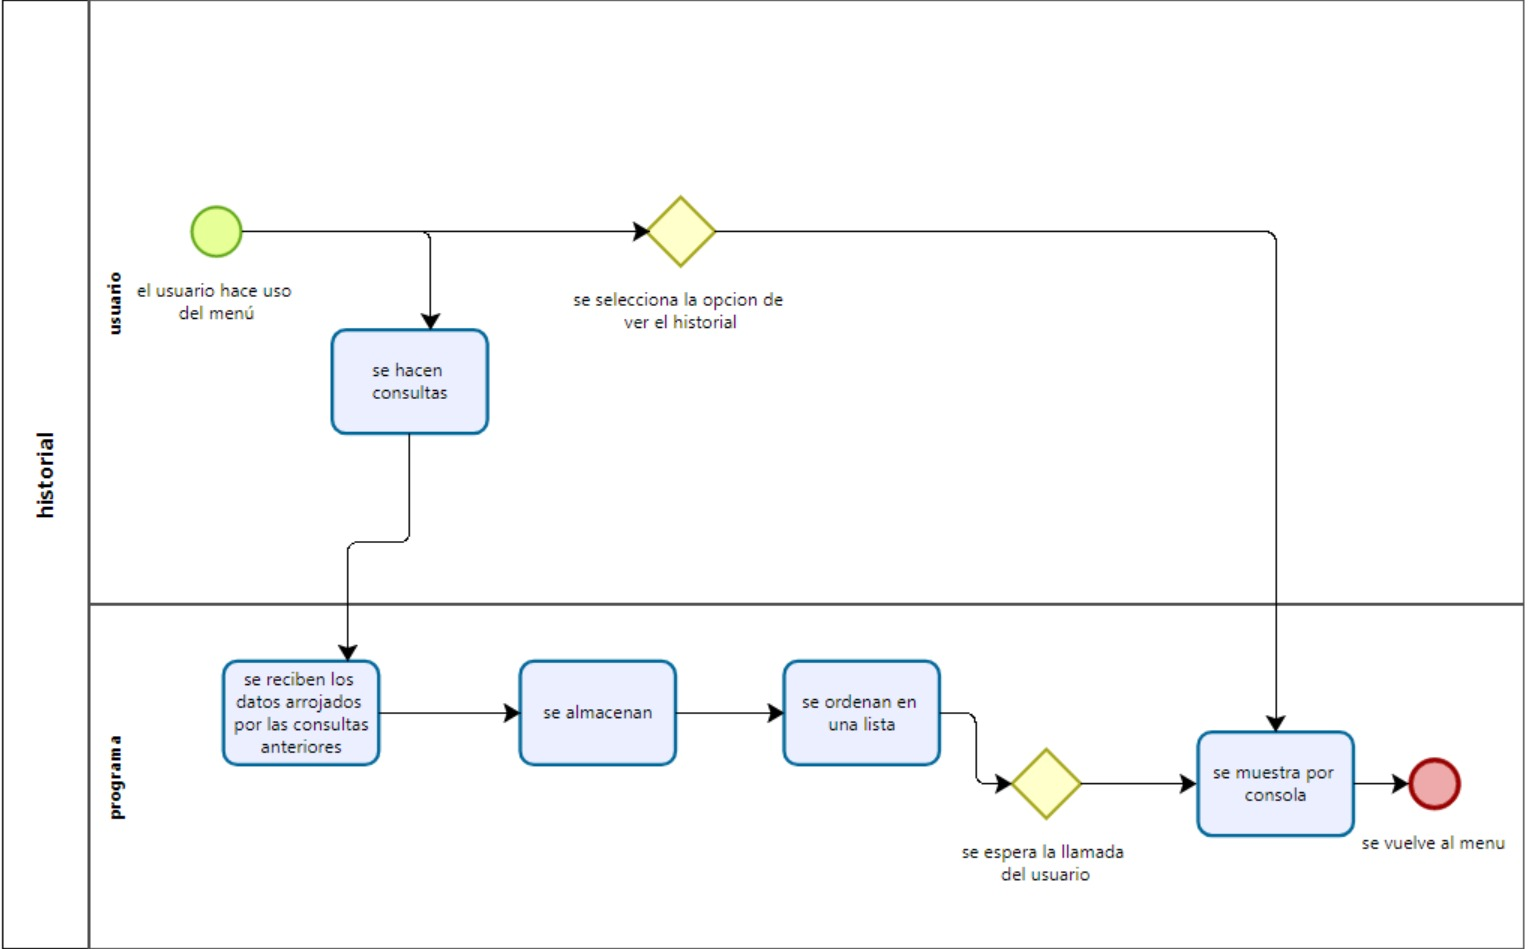 historial
usuario
el usuario hace uso
del menú
se selecciona la opcion de
ver el historial
se hacen
consultas
programa
se reciben los
datos arrojados
por las consultas
anteriores
se almacenan
se ordenan en
una lista
se espera la llamada
del usuario
se muestra por
consola
se vuelve al menu